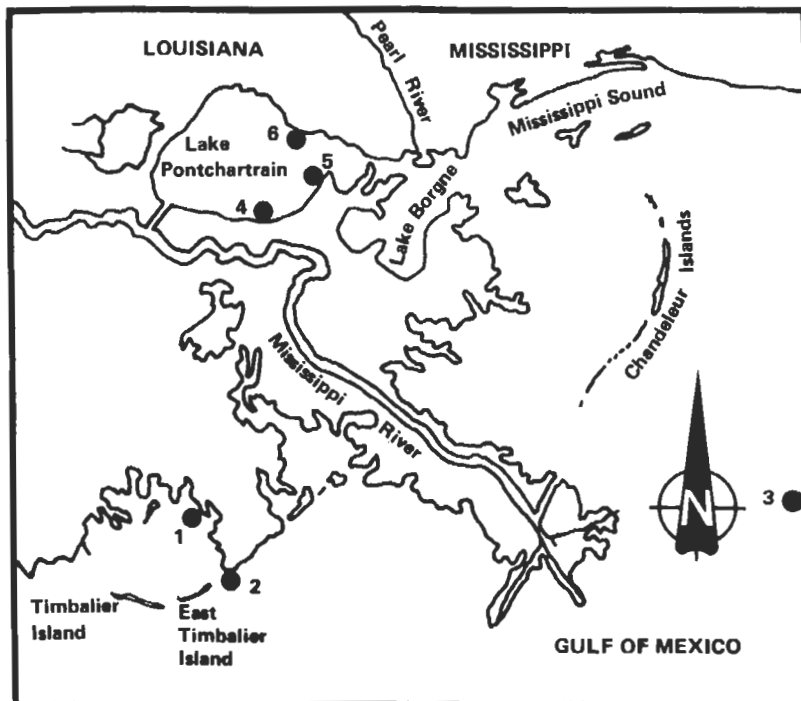 LOUISIANA
MISSISSIPPI
Pearl River
Mississippi Sound
6
Lake
Pontchartrain
5
4
Lake Borgne
Chandeleur Islands
Mississippi
River
N
3
1
2
Timbalier
Island
East
Timbalier
Island
GULF OF MEXICO